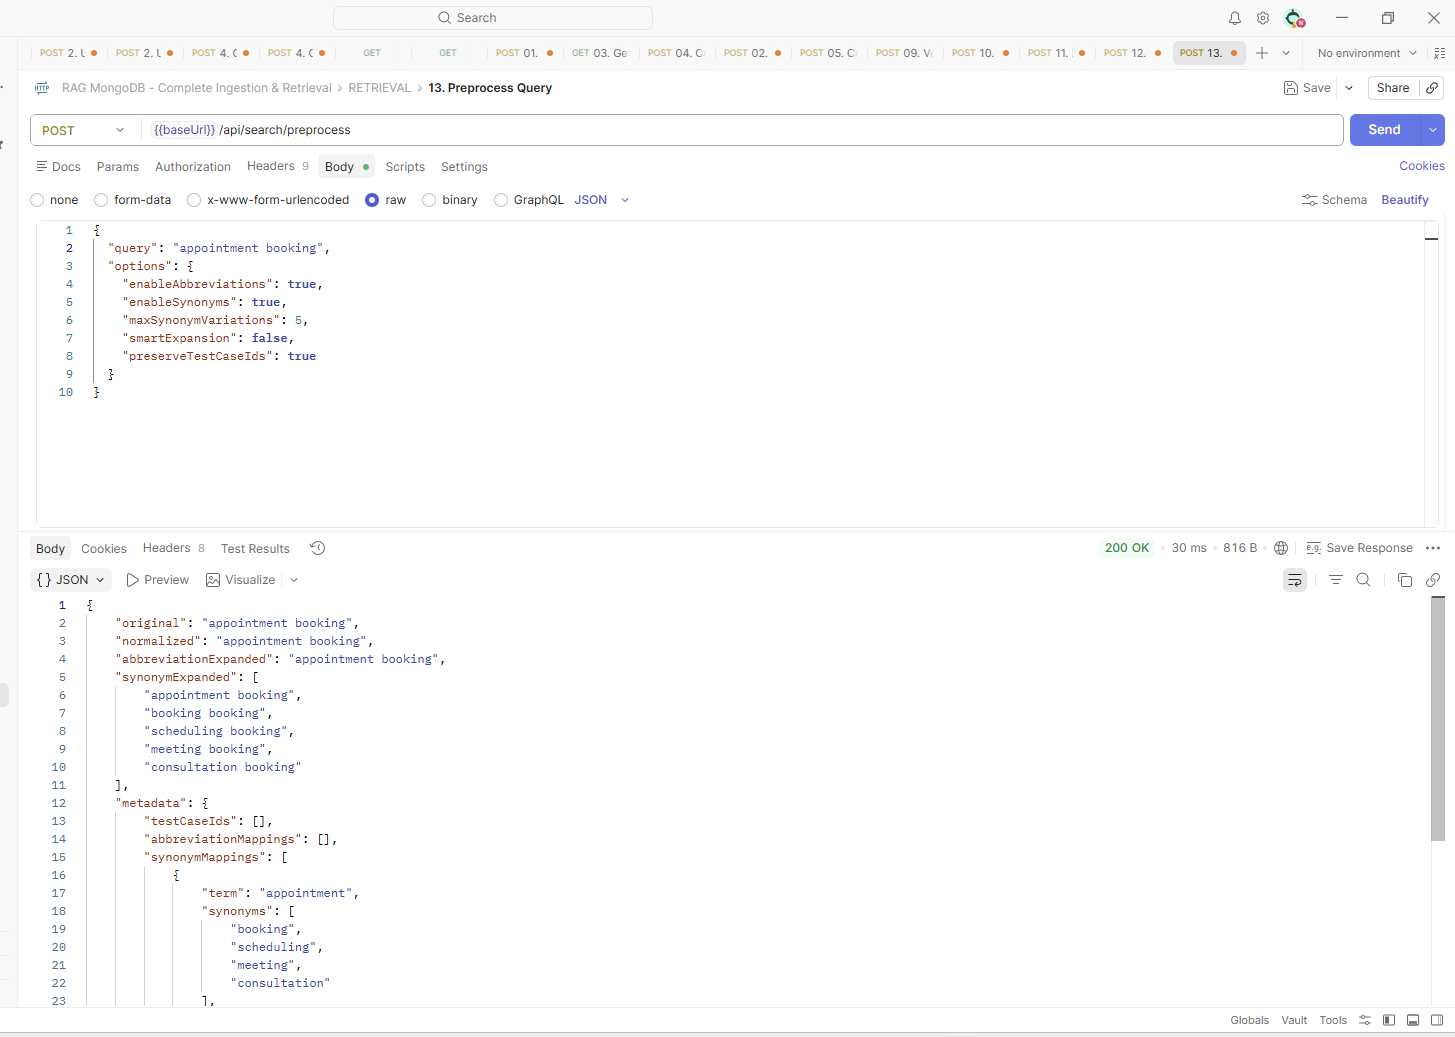 Search
POST 2. U POST 2. U POST 4. C POST 4. C GET GET POST 01. GET 03. Ge POST 04. C POST 02. POST 05. C POST 09. V POST 10. POST 11. POST 12. POST 13. No environment
RAG MongoDB - Complete Ingestion & Retrieval > RETRIEVAL > 13. Preprocess Query Save Share
POST {{baseUrl}} /api/search/preprocess Send
Docs Params Authorization Headers 9 Body Scripts Settings Cookies
none form-data x-www-form-urlencoded raw binary GraphQL JSON Schema Beautify
1 {
2 "query": "appointment booking",
3 "options": {
4 "enableAbbreviations": true,
5 "enableSynonyms": true,
6 "maxSynonymVariations": 5,
7 "smartExpansion": false,
8 "preserveTestCaseIds": true
9 }
10 }
Body Cookies Headers 8 Test Results 200 OK • 30 ms • 816 B e.g. Save Response
{} JSON Preview Visualize
1 {
2 "original": "appointment booking",
3 "normalized": "appointment booking",
4 "abbreviationExpanded": "appointment booking",
5 "synonymExpanded": [
6 "appointment booking",
7 "booking booking",
8 "scheduling booking",
9 "meeting booking",
10 "consultation booking"
11 ],
12 "metadata": {
13 "testCaseIds": [],
14 "abbreviationMappings": [],
15 "synonymMappings": [
16 {
17 "term": "appointment",
18 "synonyms": [
19 "booking",
20 "scheduling",
21 "meeting",
22 "consultation"
23 ],
Globals Vault Tools